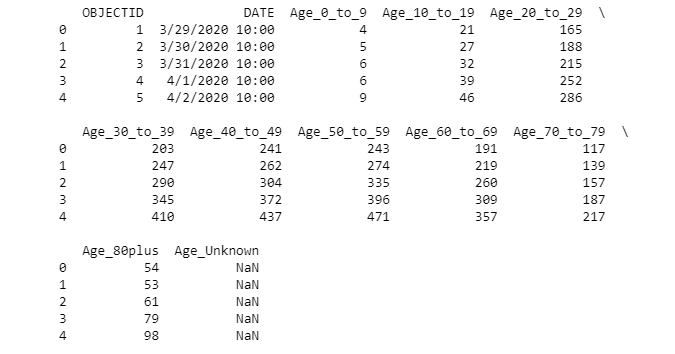 OBJECTID DATE Age_0_to_9 Age_10_to_19 Age_20_to_29 \
0 1 3/29/2020 10:00 4 21 165
1 2 3/30/2020 10:00 5 27 188
2 3 3/31/2020 10:00 6 32 215
3 4 4/1/2020 10:00 6 39 252
4 5 4/2/2020 10:00 9 46 286
Age_30_to_39 Age_40_to_49 Age_50_to_59 Age_60_to_69 Age_70_to_79 \
0 203 241 243 191 117
1 247 262 274 219 139
2 290 304 335 260 157
3 345 372 396 309 187
4 410 437 471 357 217
Age_80plus Age_Unknown
0 54 NaN
1 53 NaN
2 61 NaN
3 79 NaN
4 98 NaN